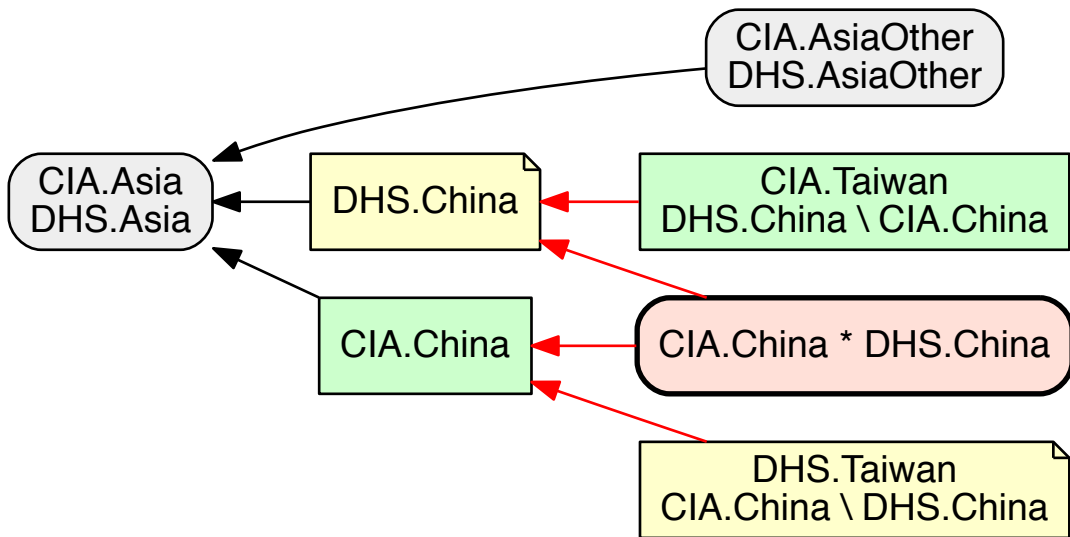 CIA.AsiaOther
DHS.AsiaOther
CIA.Asia
DHS.Asia
DHS.China
CIA.Taiwan
DHS.China \ CIA.China
CIA.China
CIA.China * DHS.China
DHS.Taiwan
CIA.China \ DHS.China